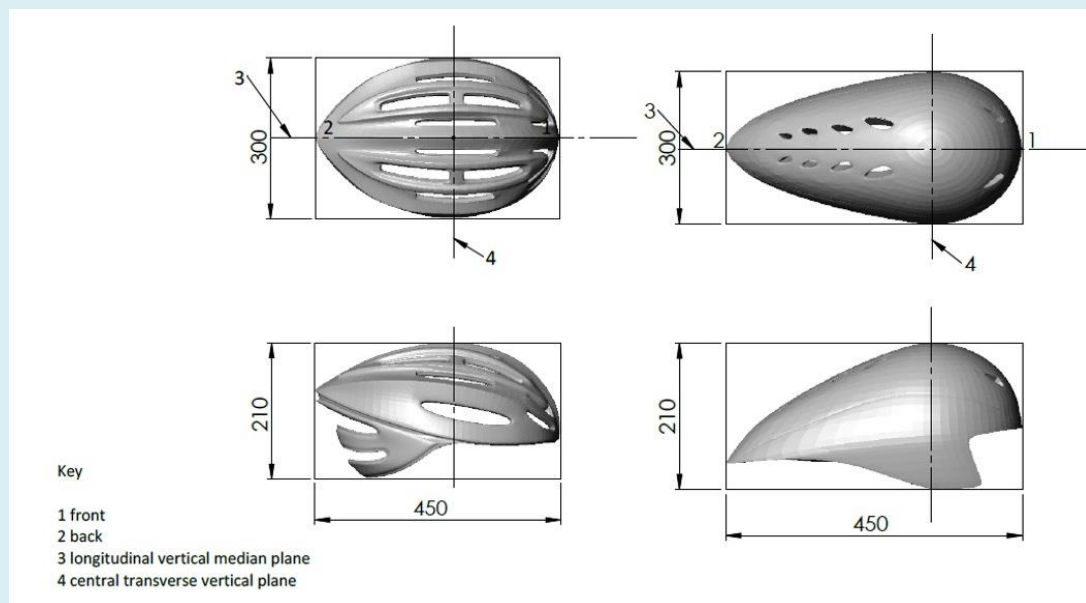 3
2
1
300
4
3
2
1
300
4
210
450
210
450
Key
1 front
2 back
3 longitudinal vertical median plane
4 central transverse vertical plane